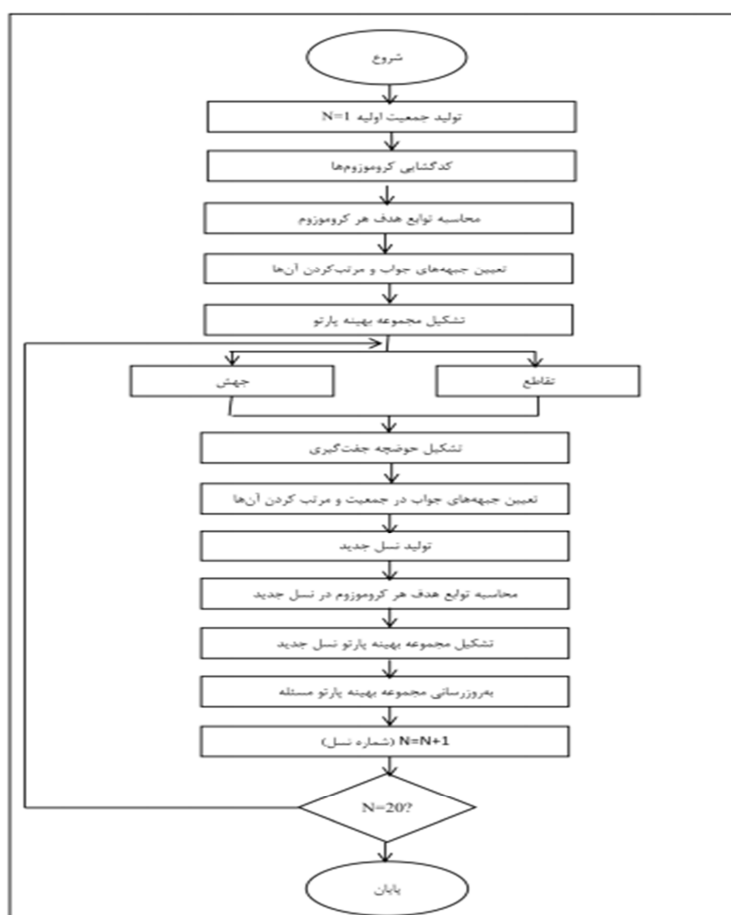 شروع
تولید جمعیت اولیه N=1
کدگشایی کروموزوم‌ها
محاسبه توابع هدف هر کروموزوم
تعیین جبهه‌های جواب و مرتب‌کردن آن‌ها
تشکیل مجموعه بهینه پارتو
تقاطع
جهش
تشکیل حوضچه جفت‌گیری
تعیین جبهه‌های جواب در جمعیت و مرتب کردن آن‌ها
تولید نسل جدید
محاسبه توابع هدف هر کروموزوم در نسل جدید
تشکیل مجموعه بهینه پارتو نسل جدید
به‌روزرسانی مجموعه بهینه پارتو مسئله
N=N+1 (شماره نسل)
N=20?
پایان